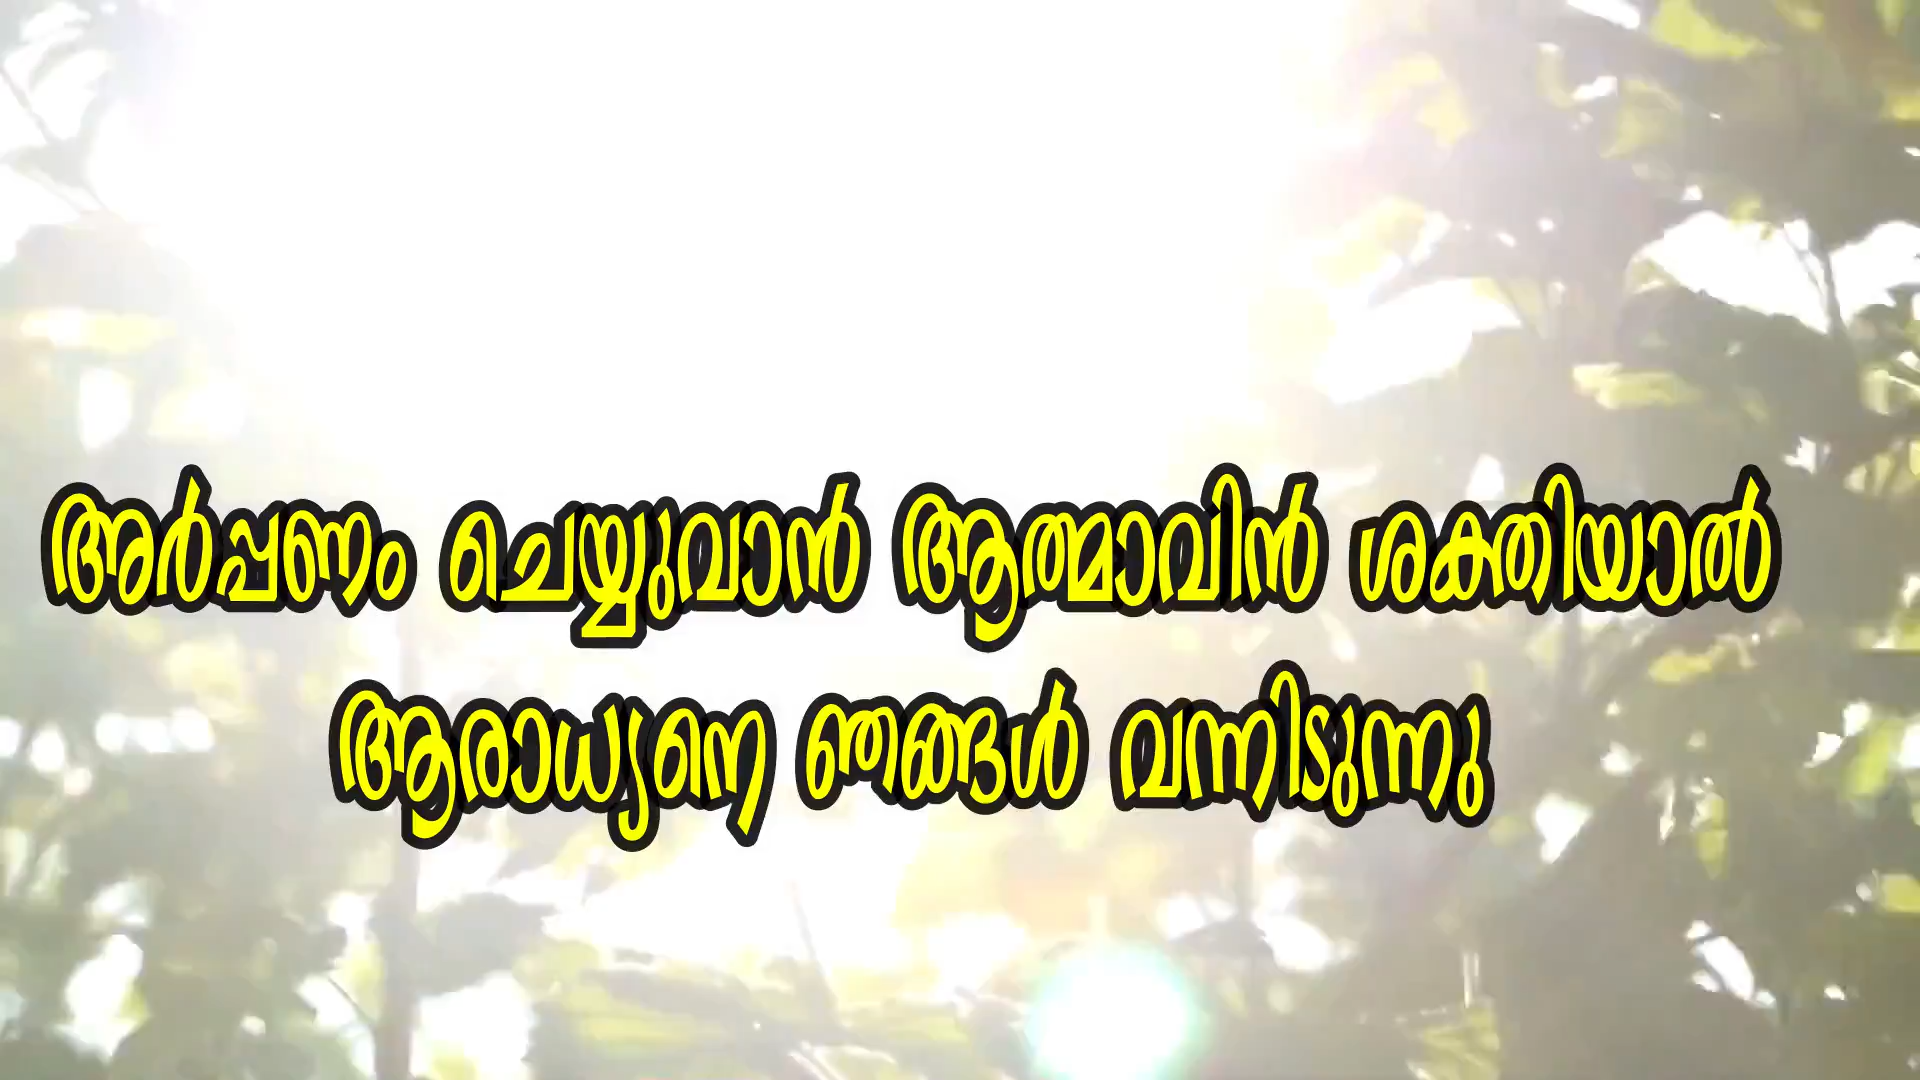 അർപ്പണം ചെയ്യുവാൻ ആത്മാവിൻ ശക്തിയാൽ
ആരാധ്യനെ ഞങ്ങൾ വന്നിടുന്നു